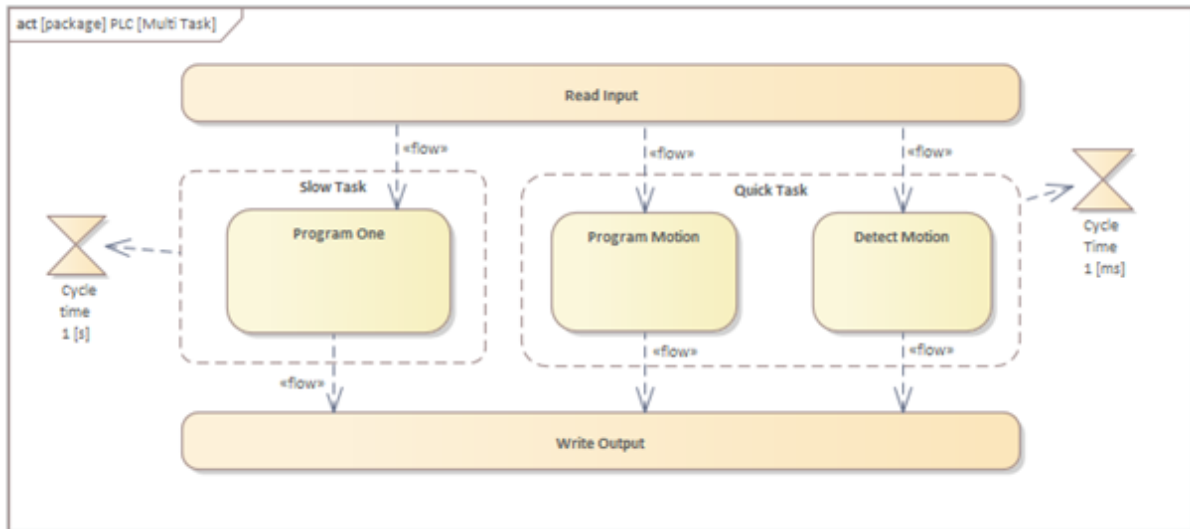 act [package] PLC [Multi Task]
Read Input
«flow»
«flow»
«flow»
Slow Task
Quick Task
Program One
Program Motion
Detect Motion
Cycle
time
1 [s]
Cycle
Time
1 [ms]
«flow»
«flow»
«flow»
Write Output